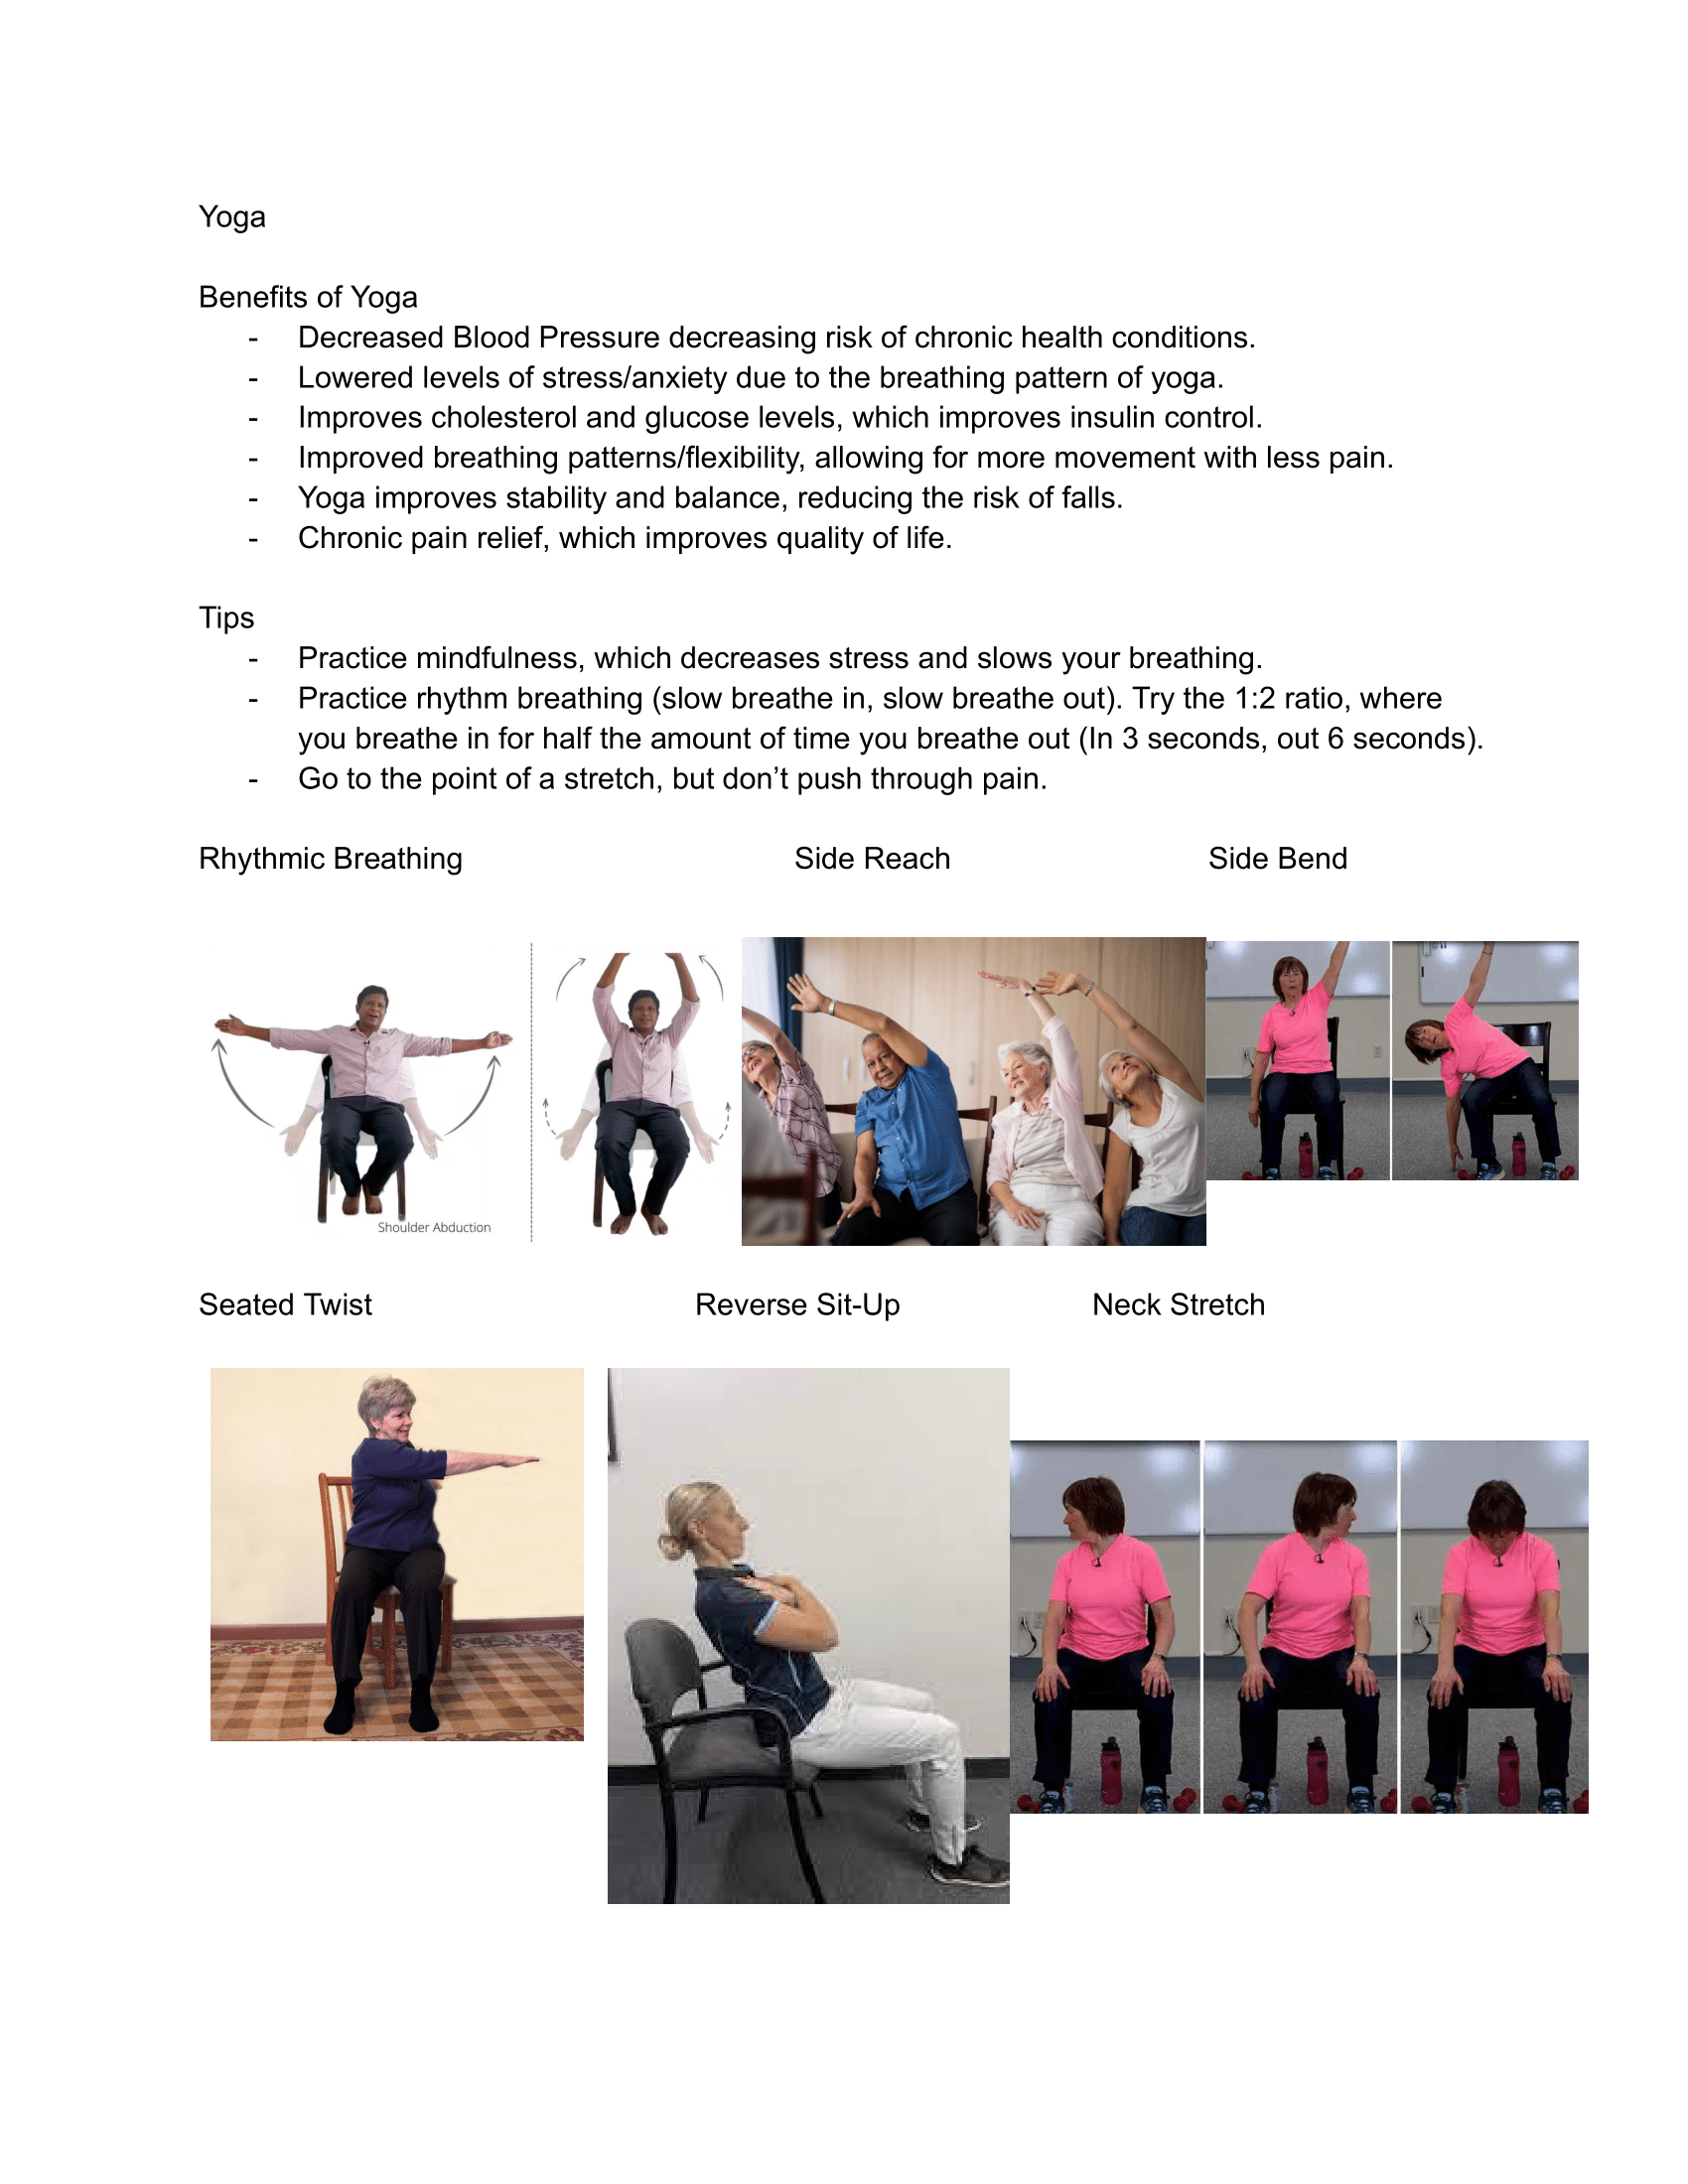 Yoga
Benefits of Yoga
- Decreased Blood Pressure decreasing risk of chronic health conditions.
- Lowered levels of stress/anxiety due to the breathing pattern of yoga.
- Improves cholesterol and glucose levels, which improves insulin control.
- Improved breathing patterns/flexibility, allowing for more movement with less pain.
- Yoga improves stability and balance, reducing the risk of falls.
- Chronic pain relief, which improves quality of life.
Tips
- Practice mindfulness, which decreases stress and slows your breathing.
- Practice rhythm breathing (slow breathe in, slow breathe out). Try the 1:2 ratio, where
you breathe in for half the amount of time you breathe out (In 3 seconds, out 6 seconds).
- Go to the point of a stretch, but don’t push through pain.
Rhythmic Breathing Side Reach Side Bend
Shoulder Abduction
Seated Twist Reverse Sit-Up Neck Stretch